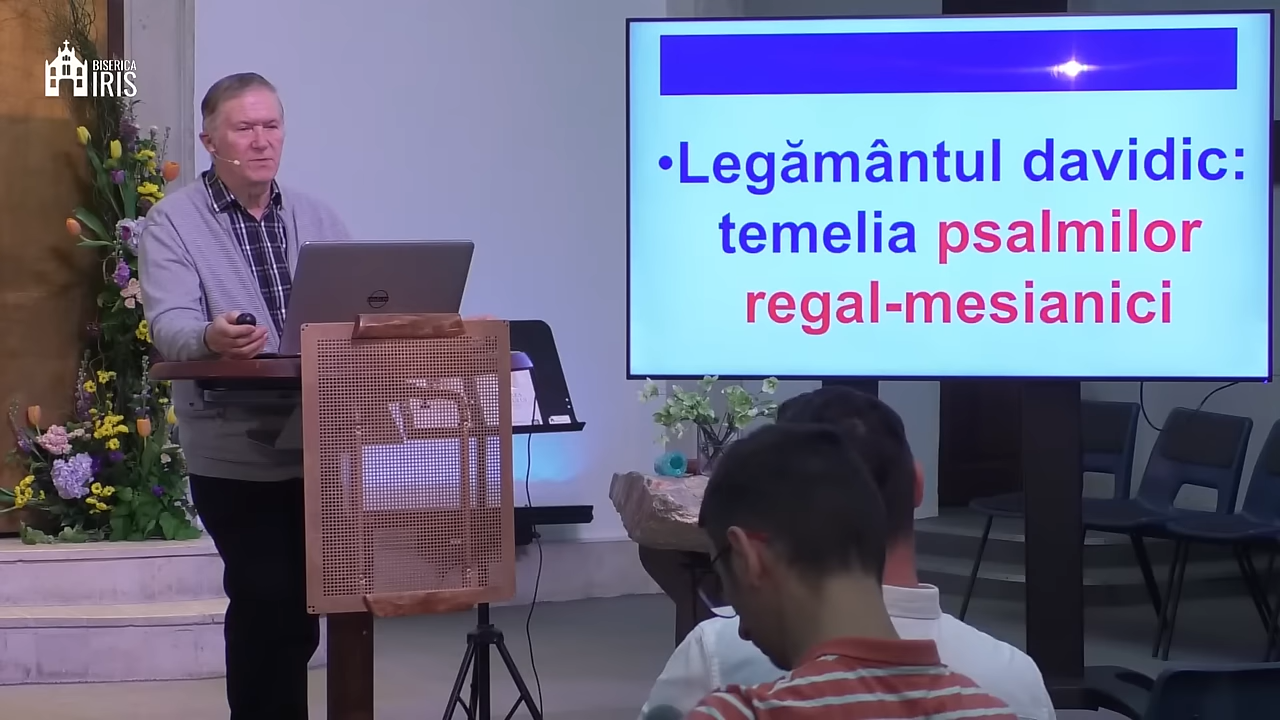 BISERICA
IRIS
•Legământul davidic:
temelia psalmilor
regal-mesianici